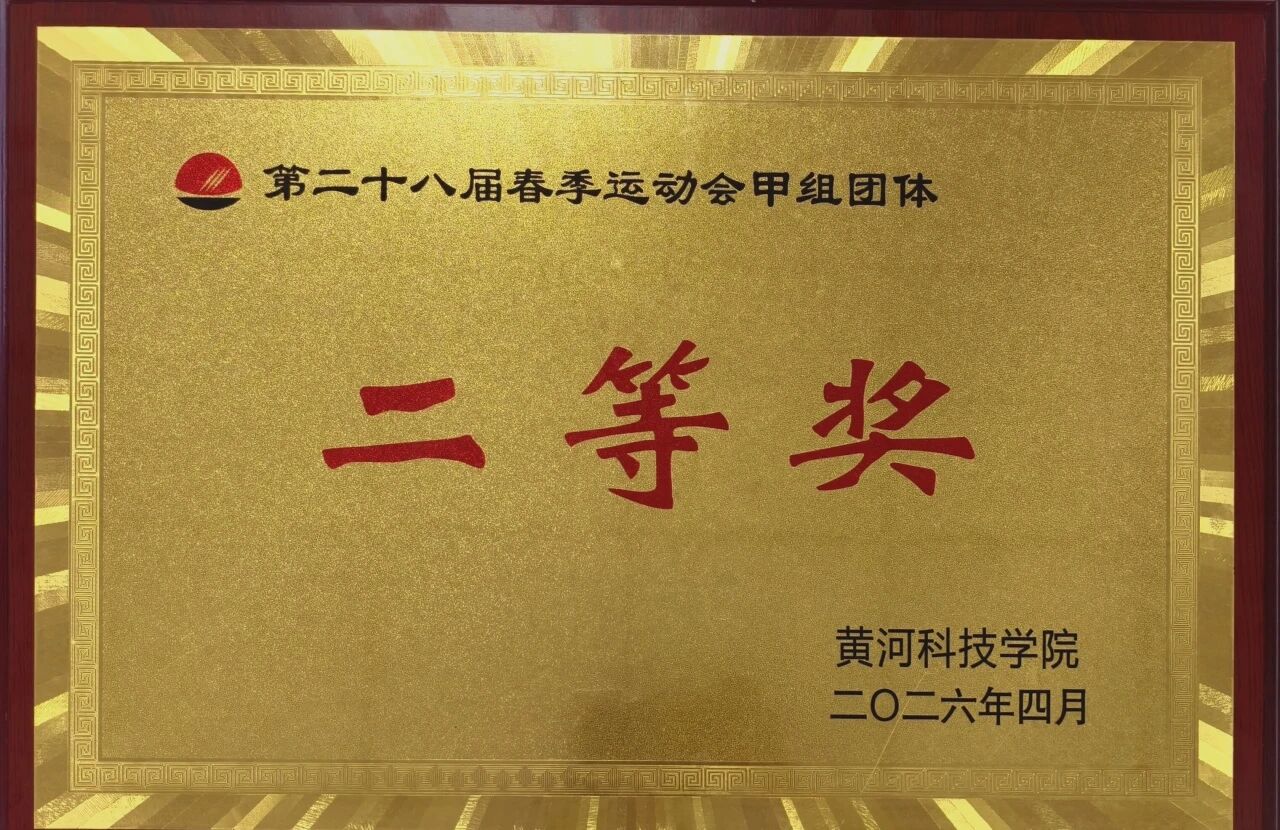 第二十八届春季运动会甲组团体
二等奖
黄河科技学院
二〇二六年四月